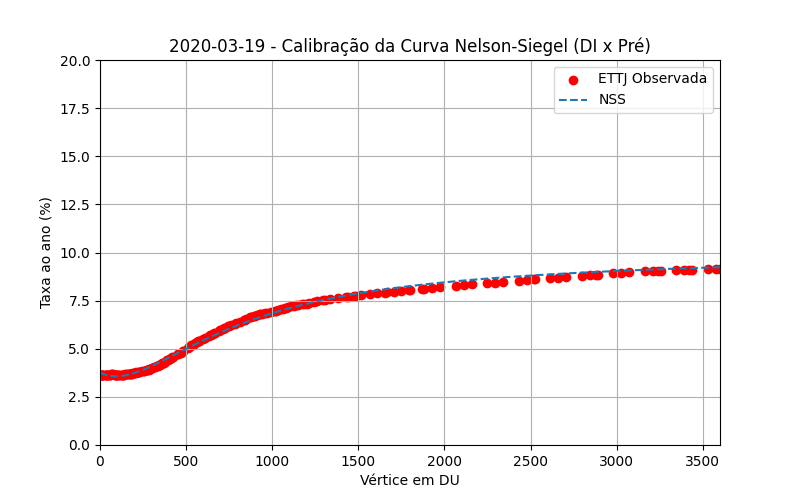 2020-03-19 - Calibração da Curva Nelson-Siegel (DI x Pré)
ETTJ Observada
NSS
Taxa ao ano (%)
20.0
17.5
15.0
12.5
10.0
7.5
5.0
2.5
0.0
0 500 1000 1500 2000 2500 3000 3500
Vértice em DU